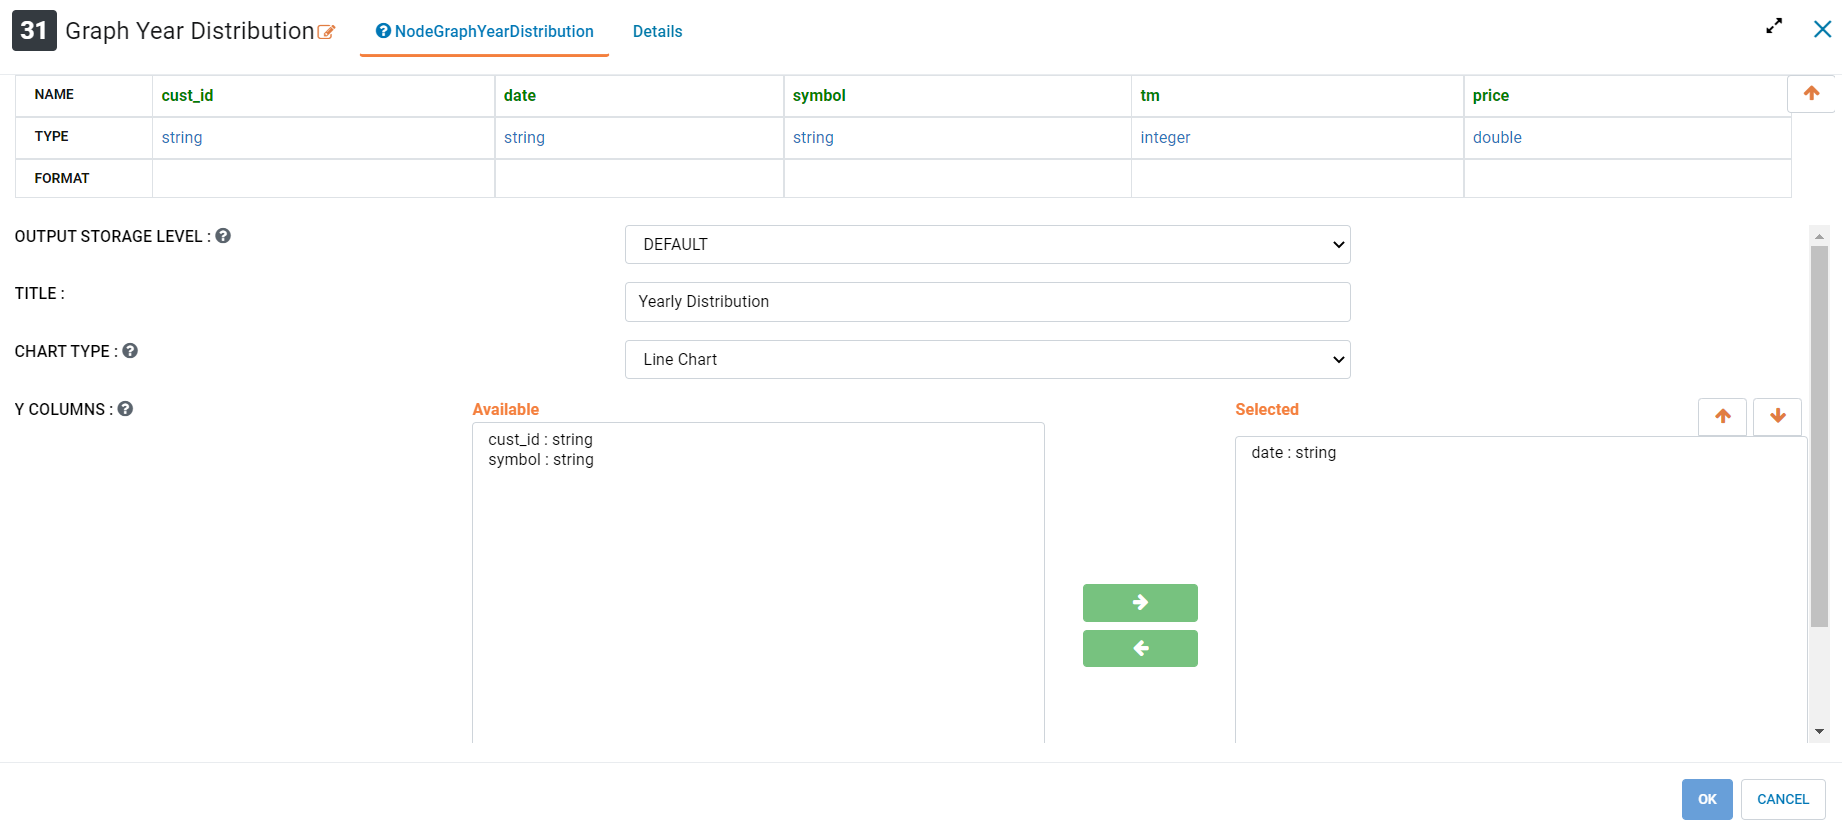 31 Graph Year Distribution NodeGraphYearDistribution Details
NAME cust_id date symbol tm price
TYPE string string string integer double
FORMAT
OUTPUT STORAGE LEVEL : DEFAULT
TITLE : Yearly Distribution
CHART TYPE : Line Chart
Y COLUMNS : Available Selected
cust_id : string
symbol : string
date : string
OK CANCEL